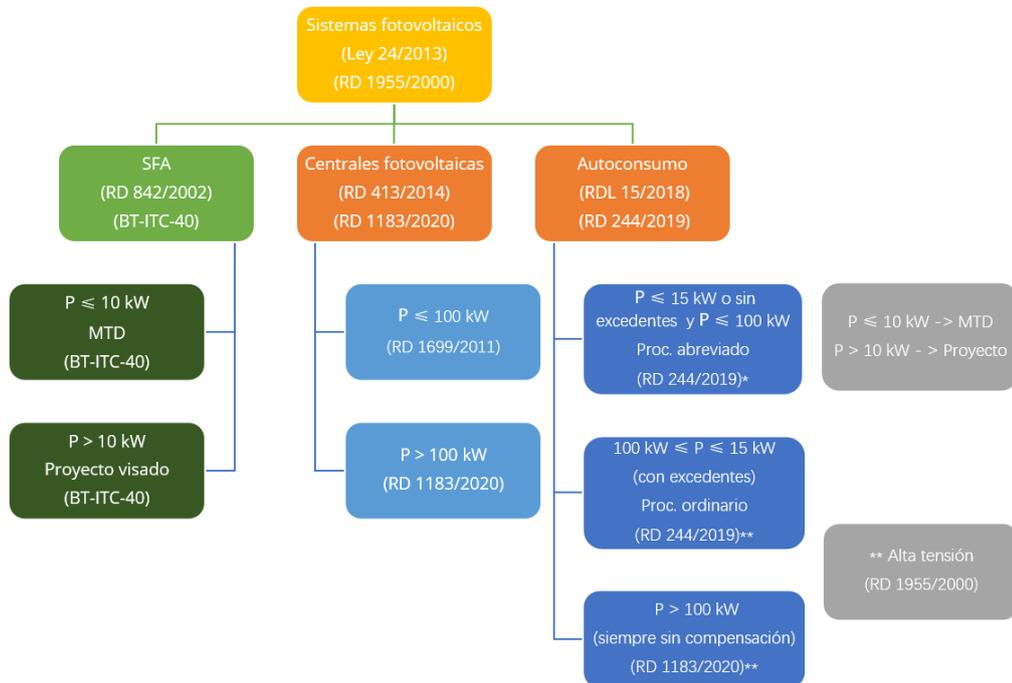 Sistemas fotovoltaicos
(Ley 24/2013)
(RD 1955/2000)
SFA
(RD 842/2002)
(BT-ITC-40)
Centrales fotovoltaicas
(RD 413/2014)
(RD 1183/2020)
Autoconsumo
(RDL 15/2018)
(RD 244/2019)
P ≤ 10 kW
MTD
(BT-ITC-40)
P > 10 kW
Proyecto visado
(BT-ITC-40)
P ≤ 100 kW
(RD 1699/2011)
P > 100 kW
(RD 1183/2020)
P ≤ 15 kW o sin
excedentes y P ≤ 100 kW
Proc. abreviado
(RD 244/2019)*
100 kW ≤ P ≤ 15 kW
(con excedentes)
Proc. ordinario
(RD 244/2019)**
P > 100 kW
(siempre sin compensación)
(RD 1183/2020)**
P ≤ 10 kW -> MTD
P > 10 kW - > Proyecto
** Alta tensión
(RD 1955/2000)